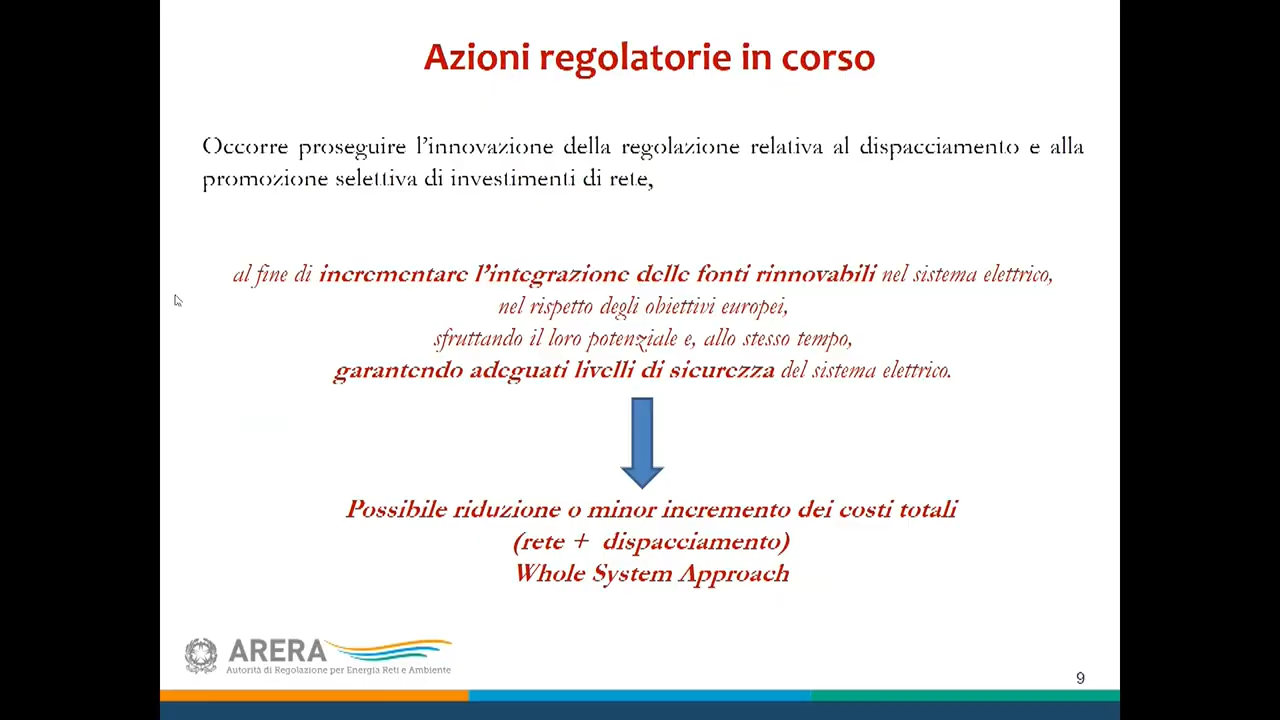 Azioni regolatorie in corso
Occorre proseguire l'innovazione della regolazione relativa al dispacciamento e alla
promozione selettiva di investimenti di rete,
al fine di incrementare l'integrazione delle fonti rinnovabili nel sistema elettrico,
nel rispetto degli obiettivi europei,
sfruttando il loro potenziale e, allo stesso tempo,
garantendo adeguati livelli di sicurezza del sistema elettrico.
Possibile riduzione o minor incremento dei costi totali
(rete + dispacciamento)
Whole System Approach
ARERA
Autorità di Regolazione per Energia Reti e Ambiente
9